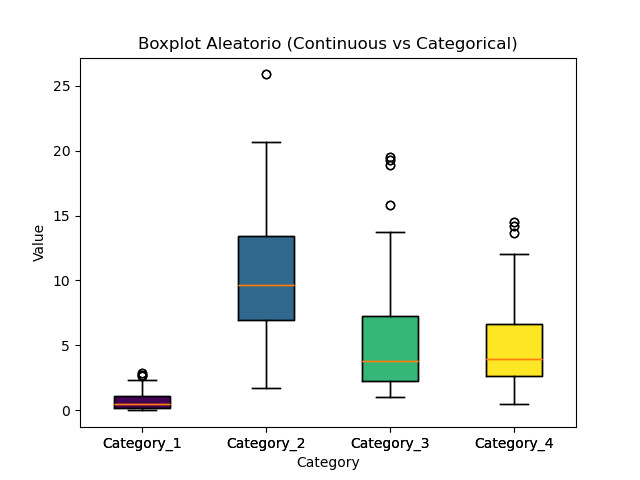 Boxplot Aleatorio (Continuous vs Categorical)
25
20
15
10
5
0
Value
Category_1 Category_2 Category_3 Category_4
Category